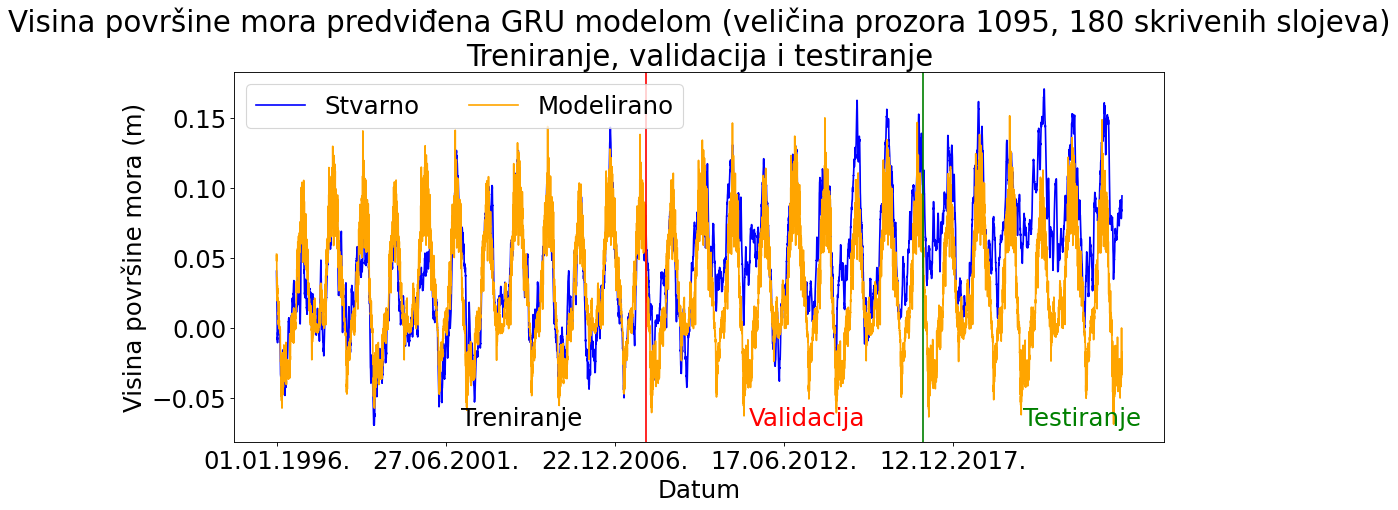 Visina površine mora predviđena GRU modelom (veličina prozora 1095, 180 skrivenih slojeva)
Treniranje, validacija i testiranje
Stvarno
Modelirano
Visina površine mora (m)
0.15
0.10
0.05
0.00
−0.05
Treniranje
Validacija
Testiranje
01.01.1996.
27.06.2001.
22.12.2006.
17.06.2012.
12.12.2017.
Datum